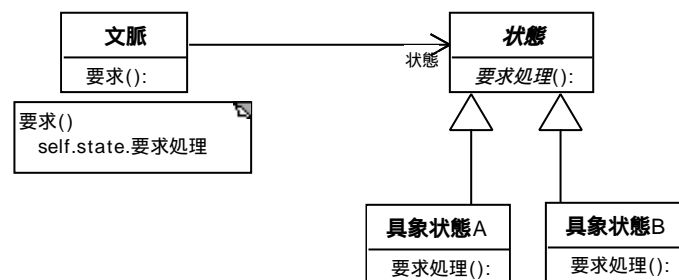 文脈
要求():
状態
状態
要求処理():
要求()
self.state.要求処理
具象状態A
要求処理():
具象状態B
要求処理():